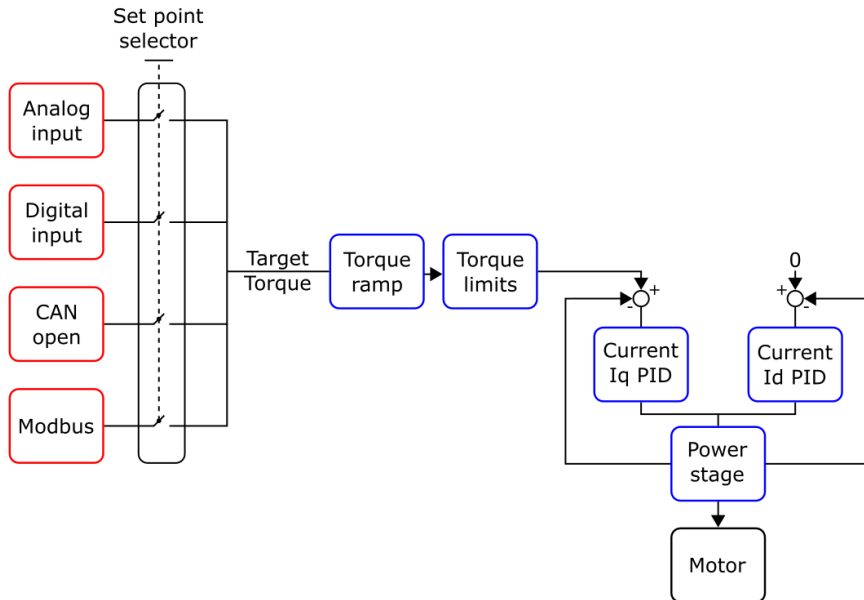 Set point
selector
Analog
input
Digital
input
CAN
open
Modbus
Target
Torque
Torque
ramp
Torque
limits
+
-
0
+
-
Current
Iq PID
Current
Id PID
Power
stage
Motor